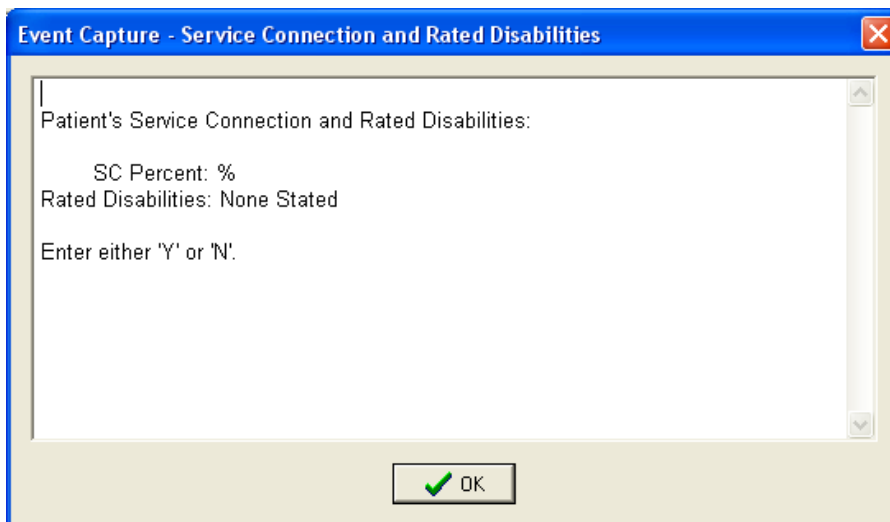 Event Capture - Service Connection and Rated Disabilities
Patient's Service Connection and Rated Disabilities:
SC Percent: %
Rated Disabilities: None Stated
Enter either 'Y' or 'N'.
OK